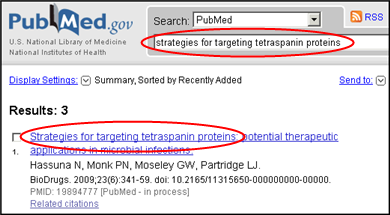 PubMed.gov
U.S. National Library of Medicine
National Institutes of Health
Search: PubMed
RSS
strategies for targeting tetraspanin proteins
Display Settings: Summary, Sorted by Recently Added
Send to:
Results: 3
Strategies for targeting tetraspanin proteins: potential therapeutic
1. applications in microbial infections.
Hassuna N, Monk PN, Moseley GW, Partridge LJ.
BioDrugs. 2009;23(6):341-59. doi: 10.2165/11315650-000000000-00000.
PMID: 19894777 [PubMed - in process]
Related citations